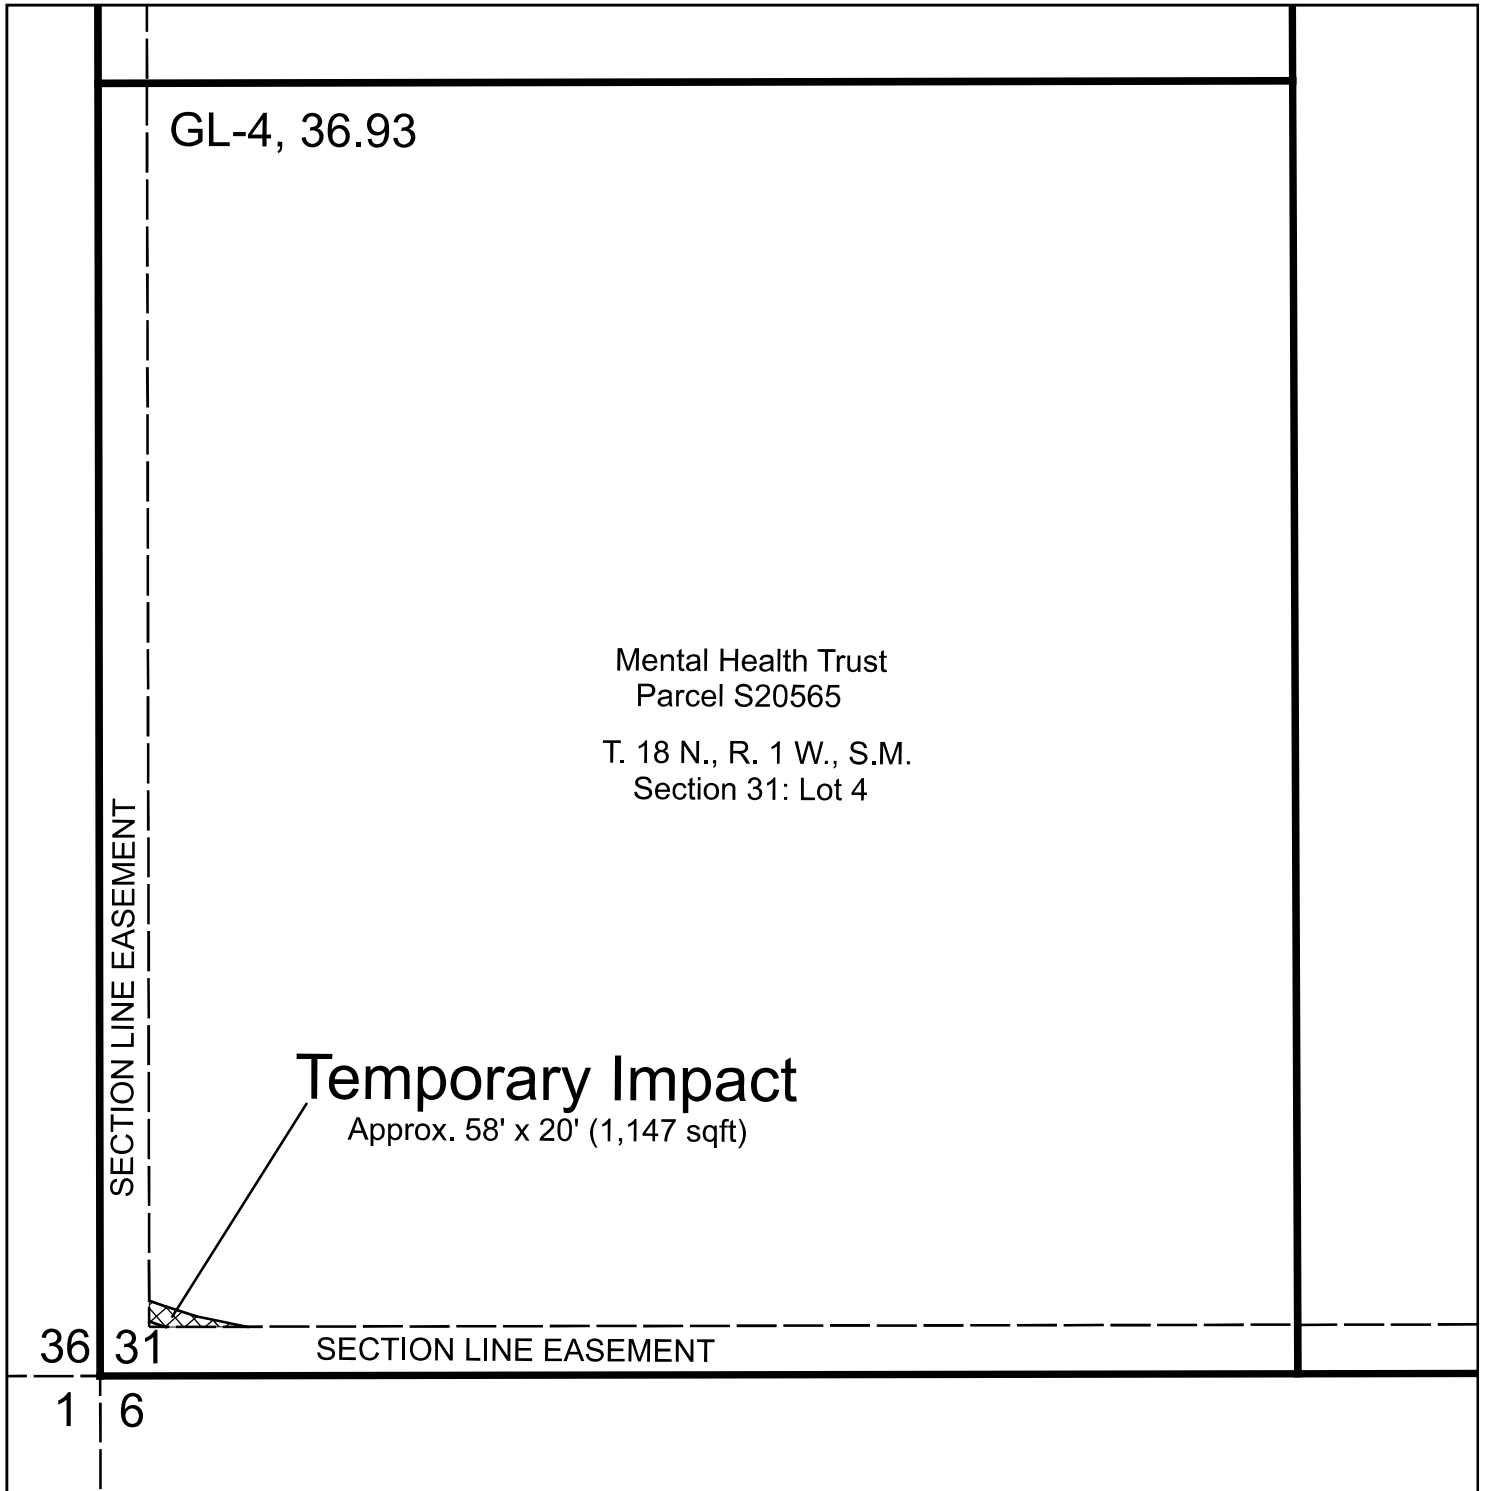 GL-4, 36.93
Mental Health Trust
Parcel S20565
T. 18 N., R. 1 W., S.M.
Section 31: Lot 4
SECTION LINE EASEMENT
Temporary Impact
Approx. 58' x 20' (1,147 sqft)
36 31
SECTION LINE EASEMENT
1 6